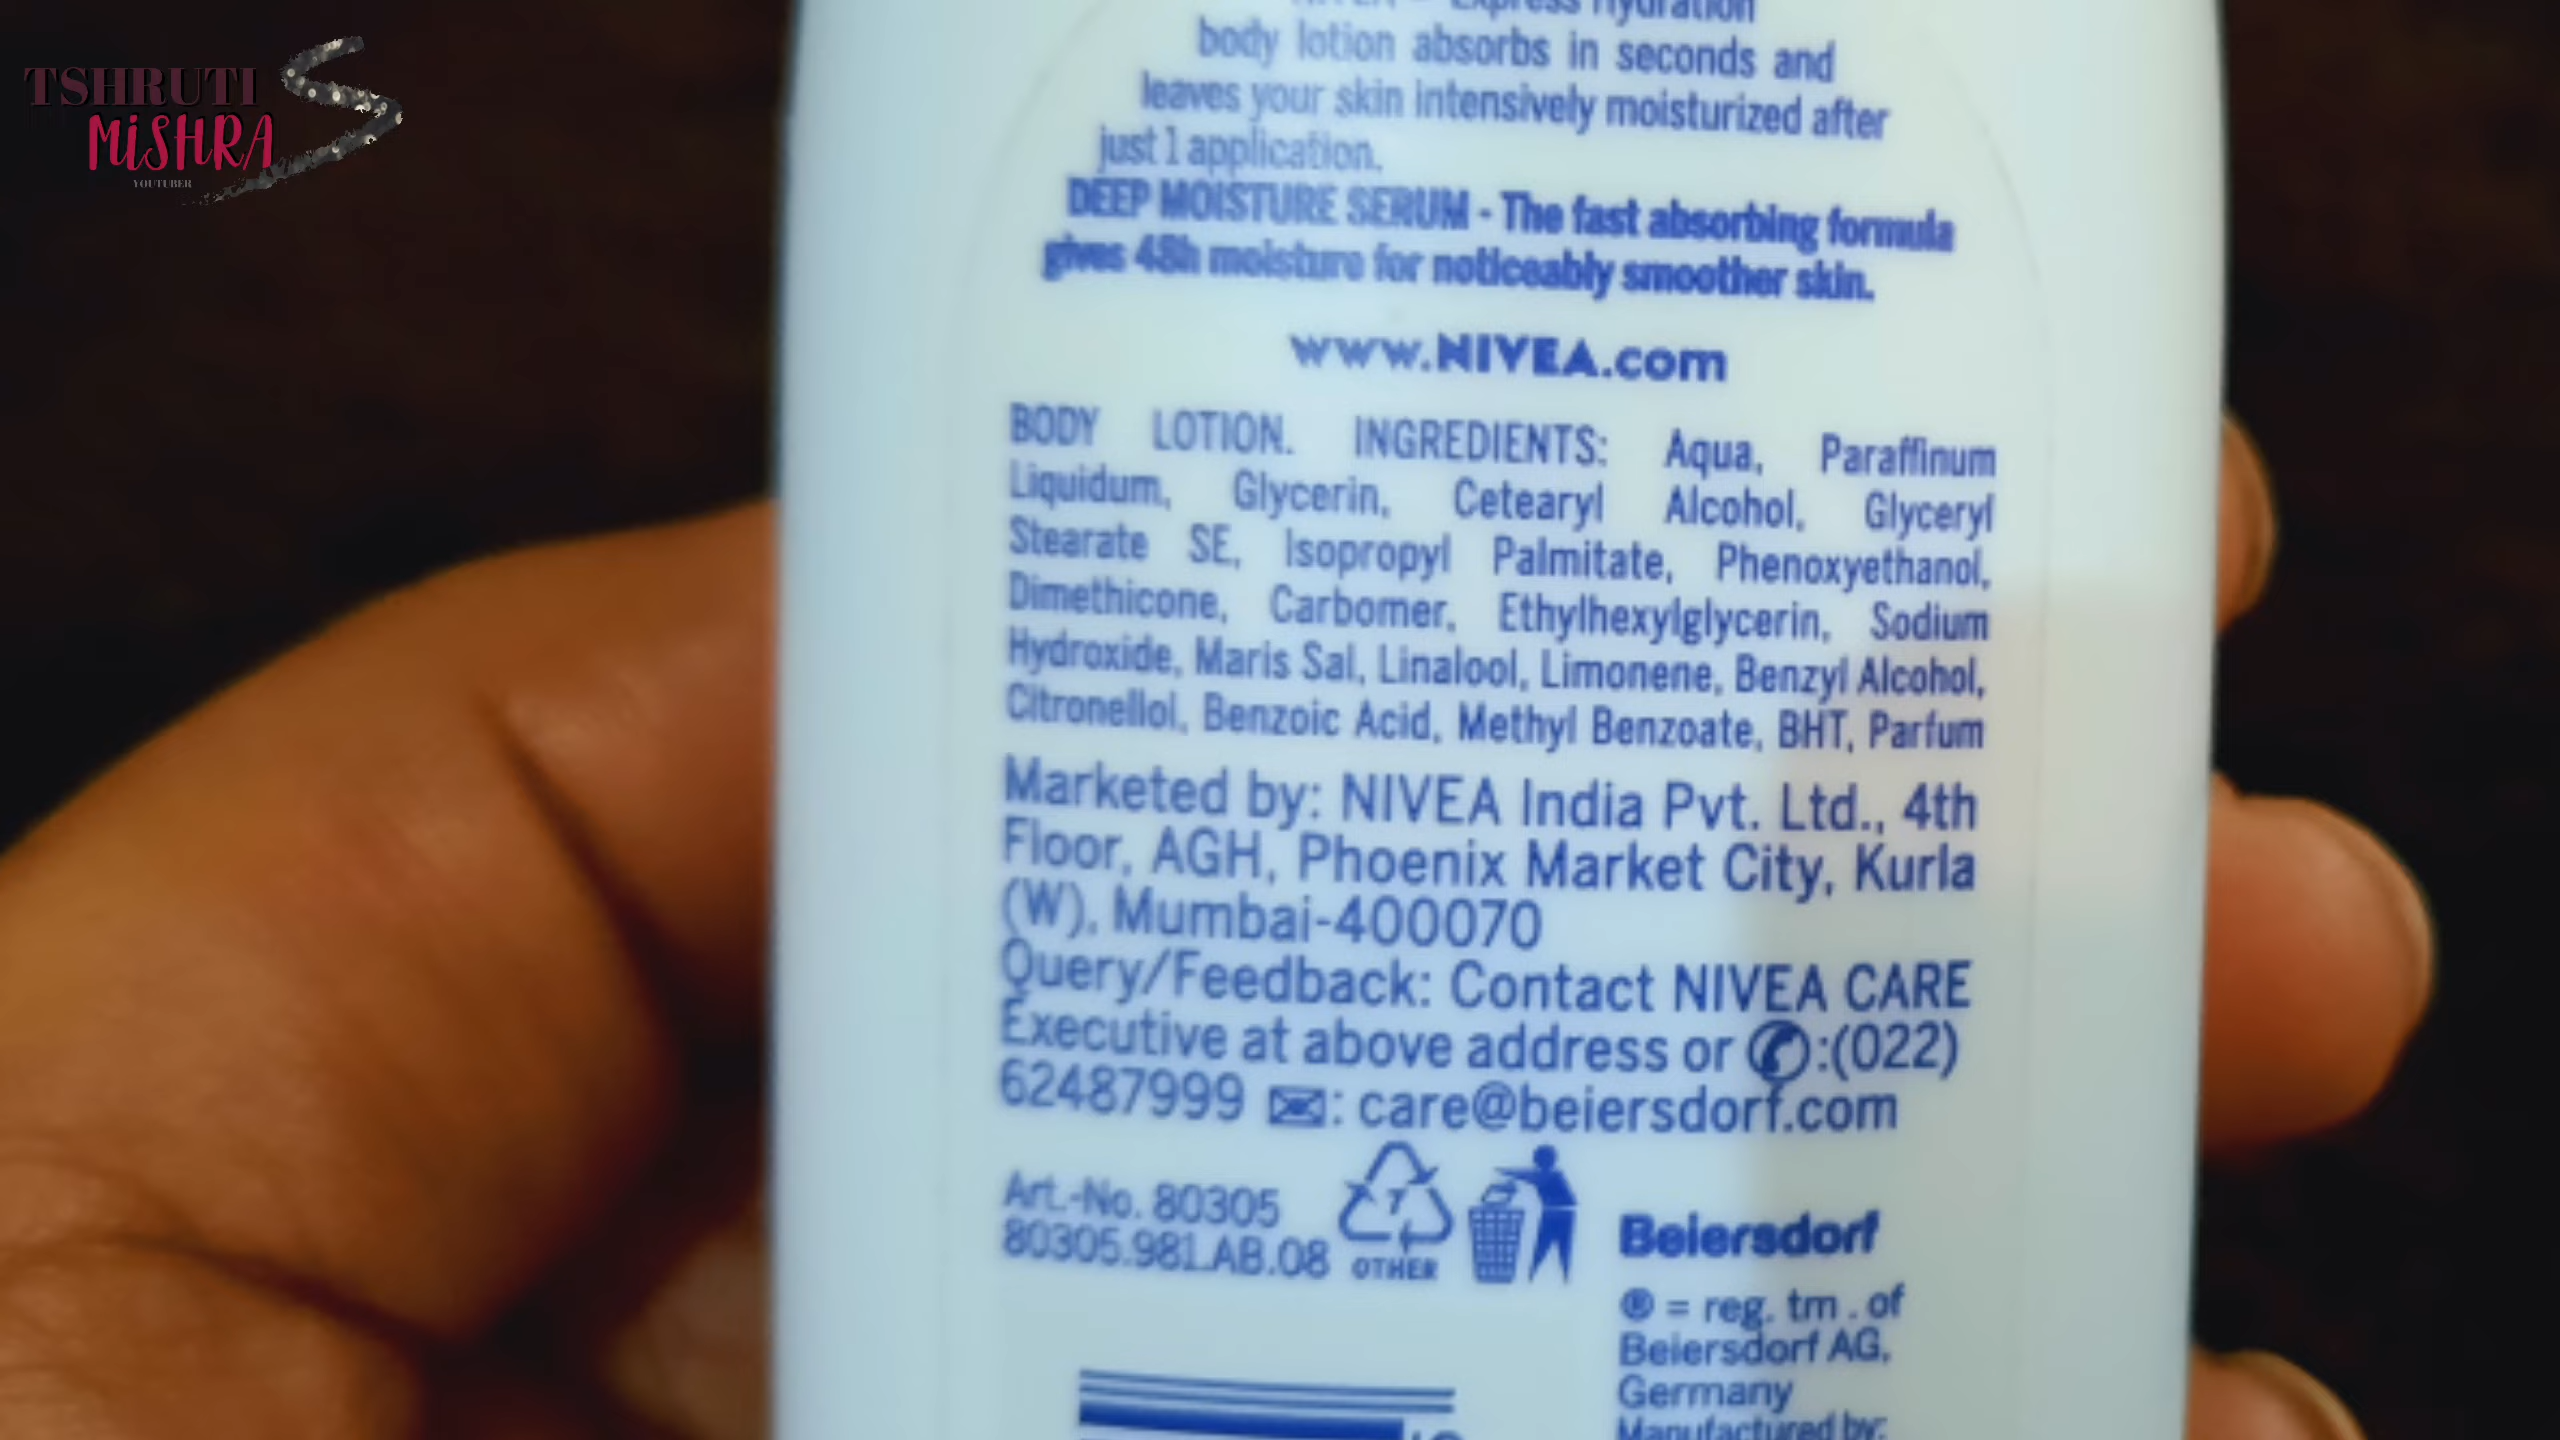 TSHRUTI
MiSHRA
YOUTUBER
Express Hydration
body lotion absorbs in seconds and
leaves your skin intensively moisturized after
just 1 application.
DEEP MOISTURE SERUM - The fast absorbing formula
gives 48h moisture for noticeably smoother skin.
www.NIVEA.com
BODY LOTION. INGREDIENTS: Aqua, Paraffinum
Liquidum, Glycerin, Cetearyl Alcohol, Glyceryl
Stearate SE, Isopropyl Palmitate, Phenoxyethanol,
Dimethicone, Carbomer, Ethylhexylglycerin, Sodium
Hydroxide, Maris Sal, Linalool, Limonene, Benzyl Alcohol,
Citronellol, Benzoic Acid, Methyl Benzoate, BHT, Parfum
Marketed by: NIVEA India Pvt. Ltd., 4th
Floor, AGH, Phoenix Market City, Kurla
(W), Mumbai-400070
Query/Feedback: Contact NIVEA CARE
Executive at above address or ✆:(022)
62487999 ✉: care@beiersdorf.com
Art.-No. 80305
80305.981.AB.08
7
OTHER
Beiersdorf
® = reg. tm . of
Beiersdorf AG,
Germany
Manufactured by: